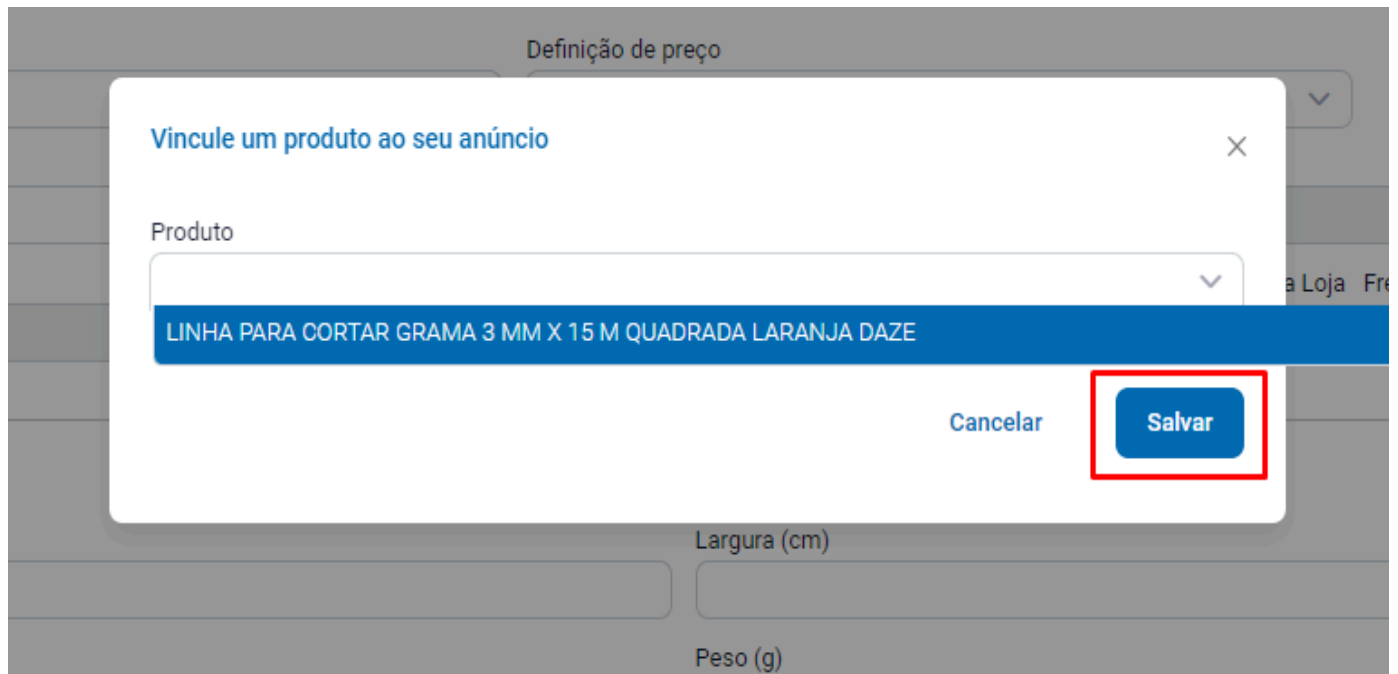 Definição de preço
Vincule um produto ao seu anúncio
Produto
a Loja Fre
LINHA PARA CORTAR GRAMA 3 MM X 15 M QUADRADA LARANJA DAZE
Cancelar
Salvar
Largura (cm)
Peso (g)